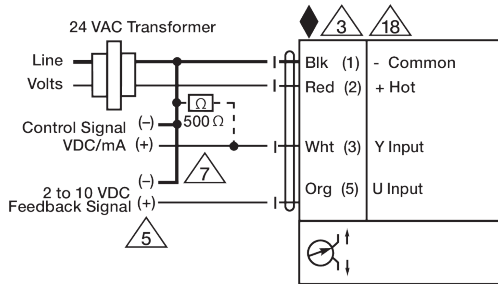 24 VAC Transformer
3 18
Line
Volts
Blk (1) - Common
Red (2) + Hot
Ω
500 Ω
Control Signal (-)
VDC/mA (+)
Wht (3) Y Input
7
(-)
2 to 10 VDC
Feedback Signal (+)
Org (5) U Input
5